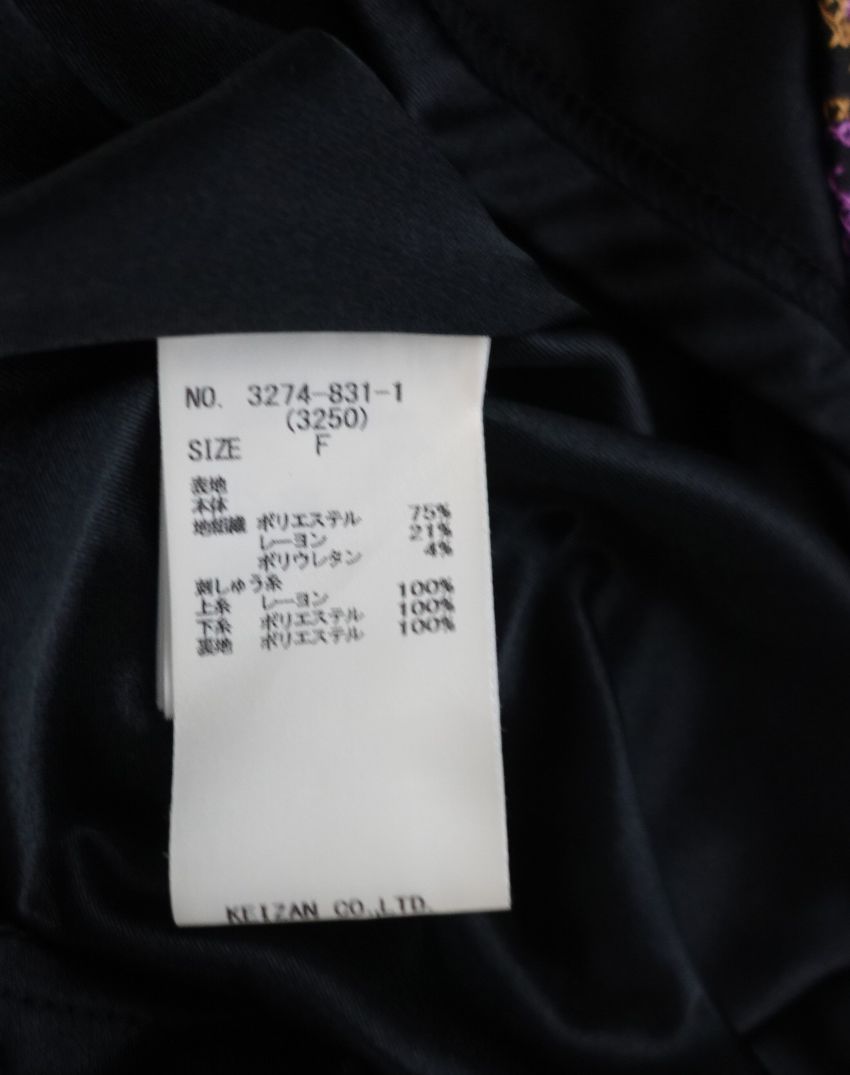 NO. 3274-831-1
(3250)
SIZE F
表地
本体
地組織 ポリエステル 75%
レーヨン 21%
ポリウレタン 4%
刺しゅう糸
上糸 レーヨン 100%
下糸 ポリエステル 100%
裏地 ポリエステル 100%
KEIZAN CO.,LTD.